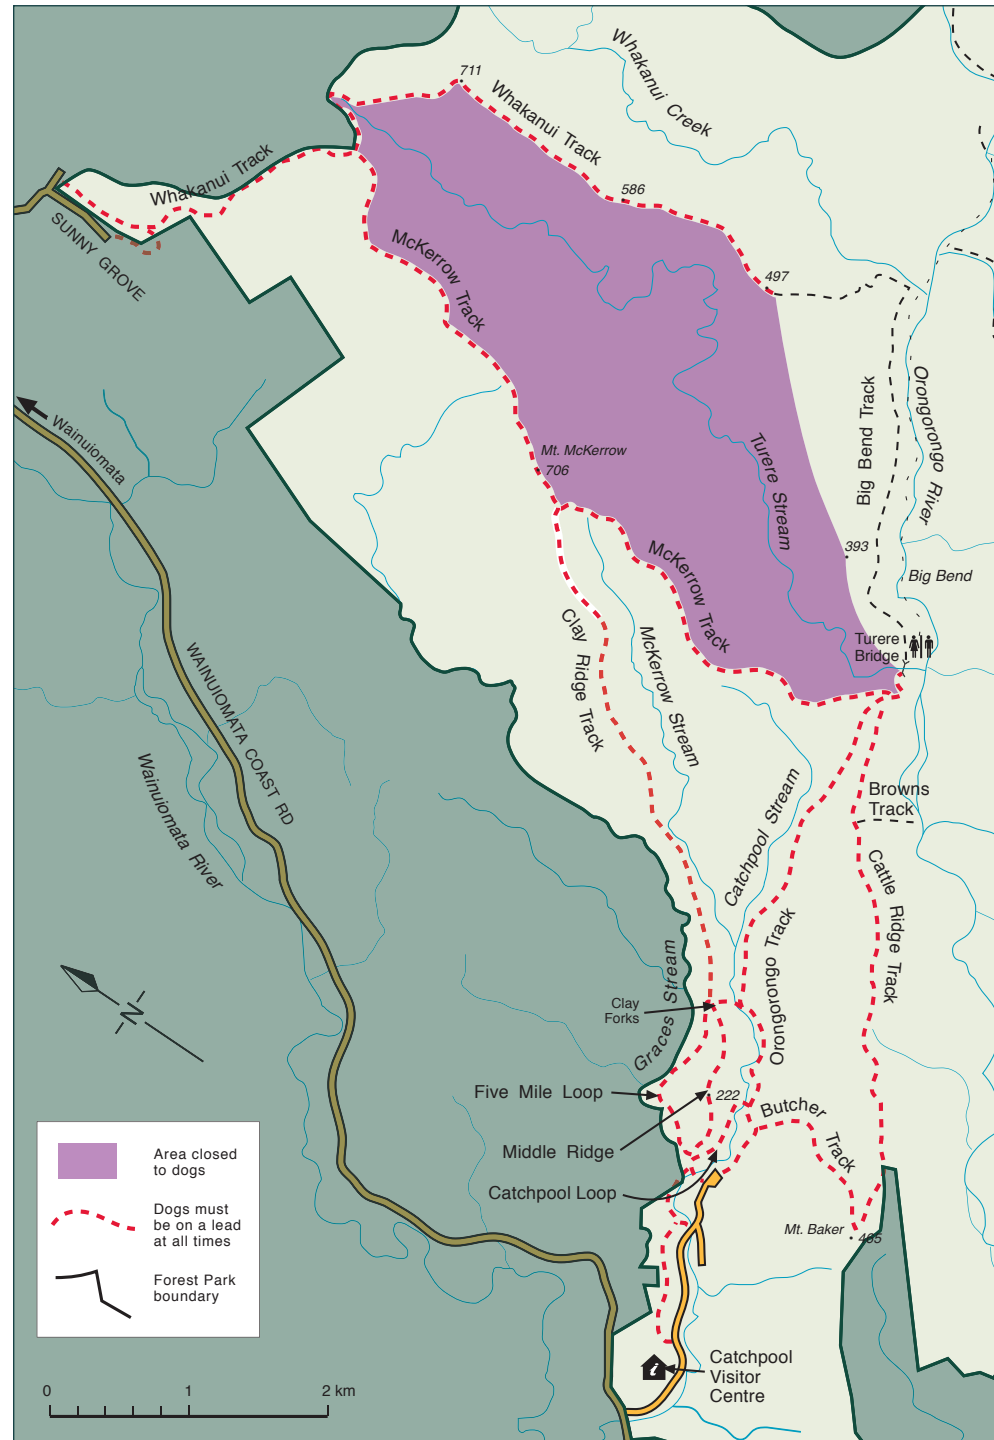 711
Whakanui Track
Whakanui Creek
Whakanui Track
586
SUNNY GROVE
McKerrow Track
497
Wainuiomata
Big Bend Track
Orongorongo River
Mt. McKerrow
706
Turere Stream
393
Big Bend
McKerrow Track
Clay Ridge Track
McKerrow Stream
Turere
Bridge
WAINUIOMATA COAST RD
Wainuiomata River
Catchpool Stream
Browns
Track
Cattle Ridge Track
Orongorongo Track
Graces Stream
Clay
Forks
N
Five Mile Loop
222
Butcher
Track
Middle Ridge
Catchpool Loop
Mt. Baker
485
Area closed
to dogs
Dogs must
be on a lead
at all times
Forest Park
boundary
i
Catchpool
Visitor
Centre
0 1 2 km